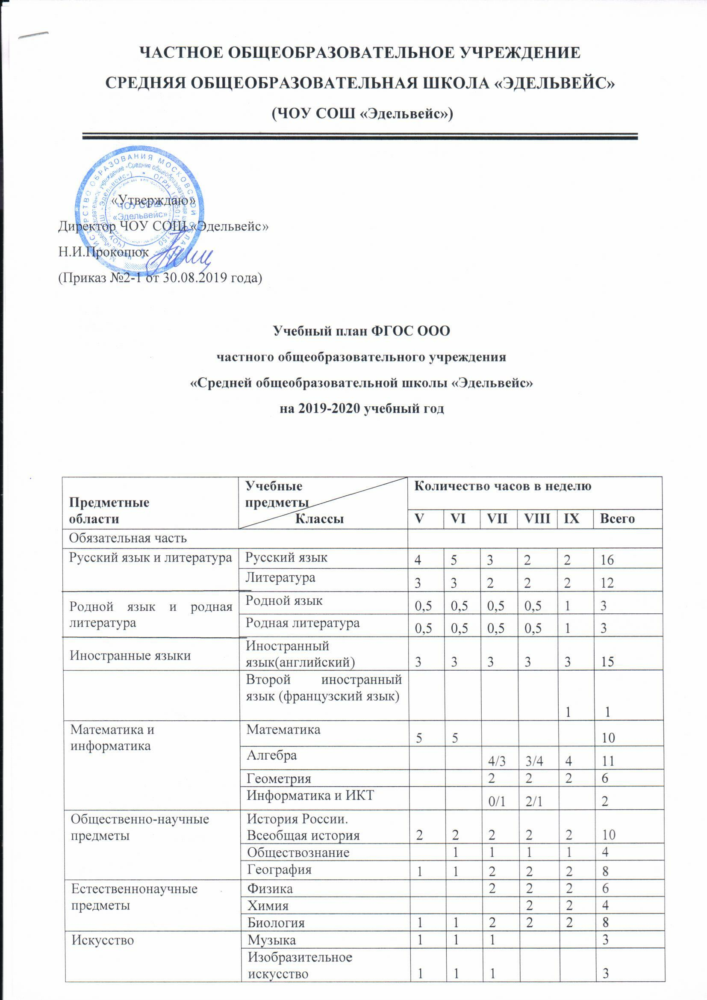 ЧАСТНОЕ ОБЩЕОБРАЗОВАТЕЛЬНОЕ УЧРЕЖДЕНИЕ
СРЕДНЯЯ ОБЩЕОБРАЗОВАТЕЛЬНАЯ ШКОЛА «ЭДЕЛЬВЕЙС»
(ЧОУ СОШ «Эдельвейс»)
МИНИСТЕРСТВО ОБРАЗОВАНИЯ МОСКОВСКОЙ ОБЛАСТИ
(ЧОУ СОШ «Эдельвейс») * ОГРН
ЧОУ СОШ
«Эдельвейс»
«Утверждаю»
Директор ЧОУ СОШ «Эдельвейс»
Н.И.Прокопюк
(Приказ №2-1 от 30.08.2019 года)
Учебный план ФГОС ООО
частного общеобразовательного учреждения
«Средней общеобразовательной школы «Эдельвейс»
на 2019-2020 учебный год
Предметные области Учебные предметы Классы Количество часов в неделю
V VI VII VIII IX Всего
Обязательная часть
Русский язык и литература Русский язык 4 5 3 2 2 16
Литература 3 3 2 2 2 12
Родной язык и родная литература Родной язык 0,5 0,5 0,5 0,5 1 3
Родная литература 0,5 0,5 0,5 0,5 1 3
Иностранные языки Иностранный язык(английский) 3 3 3 3 3 15
Второй иностранный язык (французский язык) 1 1
Математика и информатика Математика 5 5 10
Алгебра 4/3 3/4 4 11
Геометрия 2 2 2 6
Информатика и ИКТ 0/1 2/1 2
Общественно-научные предметы История России. Всеобщая история 2 2 2 2 2 10
Обществознание 1 1 1 1 4
География 1 1 2 2 2 8
Естественнонаучные предметы Физика 2 2 2 6
Химия 2 2 4
Биология 1 1 2 2 2 8
Искусство Музыка 1 1 1 3
Изобразительное искусство 1 1 1 3